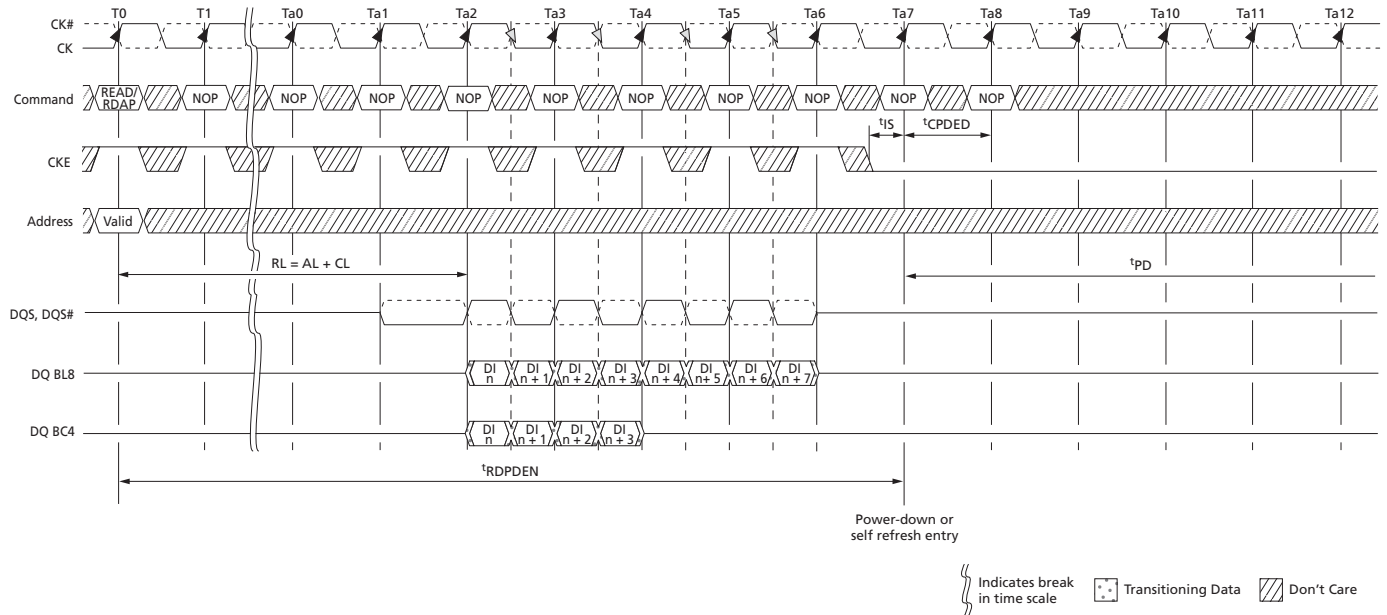 T0 T1 Ta0 Ta1 Ta2 Ta3 Ta4 Ta5 Ta6 Ta7 Ta8 Ta9 Ta10 Ta11 Ta12
CK#
CK
Command READ/ RDAP NOP NOP NOP NOP NOP NOP NOP NOP NOP NOP
tIS tCPDED
CKE
Address Valid
RL = AL + CL tPD
DQS, DQS#
DQ BL8 DI n DI n + 1 DI n + 2 DI n + 3 DI n + 4 DI n + 5 DI n + 6 DI n + 7
DQ BC4 DI n DI n + 1 DI n + 2 DI n + 3
tRDPDEN
Power-down or
self refresh entry
Indicates break
in time scale
Transitioning Data
Don't Care